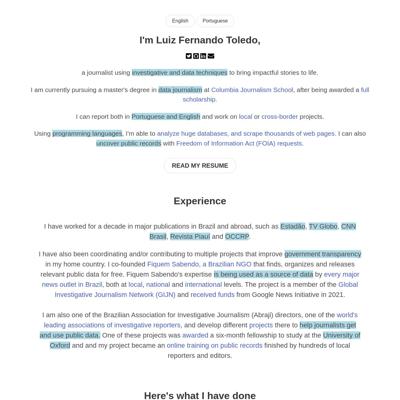 English Portuguese
I'm Luiz Fernando Toledo,
a journalist using investigative and data techniques to bring impactful stories to life.
I am currently pursuing a master's degree in data journalism at Columbia Journalism School, after being awarded a full
scholarship.
I can report both in Portuguese and English and work on local or cross-border projects.
Using programming languages, I'm able to analyze huge databases, and scrape thousands of web pages. I can also
uncover public records with Freedom of Information Act (FOIA) requests.
READ MY RESUME
Experience
I have worked for a decade in major publications in Brazil and abroad, such as Estadão, TV Globo, CNN
Brasil, Revista Piauí and OCCRP.
I have also been coordinating and/or contributing to multiple projects that improve government transparency
in my home country. I co-founded Fiquem Sabendo, a Brazilian NGO that finds, organizes and releases
relevant public data for free. Fiquem Sabendo's expertise is being used as a source of data by every major
news outlet in Brazil, both at local, national and international levels. The project is a member of the Global
Investigative Journalism Network (GIJN) and received funds from Google News Initiative in 2021.
I am also one of the Brazilian Association for Investigative Journalism (Abraji) directors, one of the world's
leading associations of investigative reporters, and develop different projects there to help journalists get
and use public data. One of these projects was awarded a six-month fellowship to study at the University of
Oxford and and my project became an online training on public records finished by hundreds of local
reporters and editors.
Here's what I have done